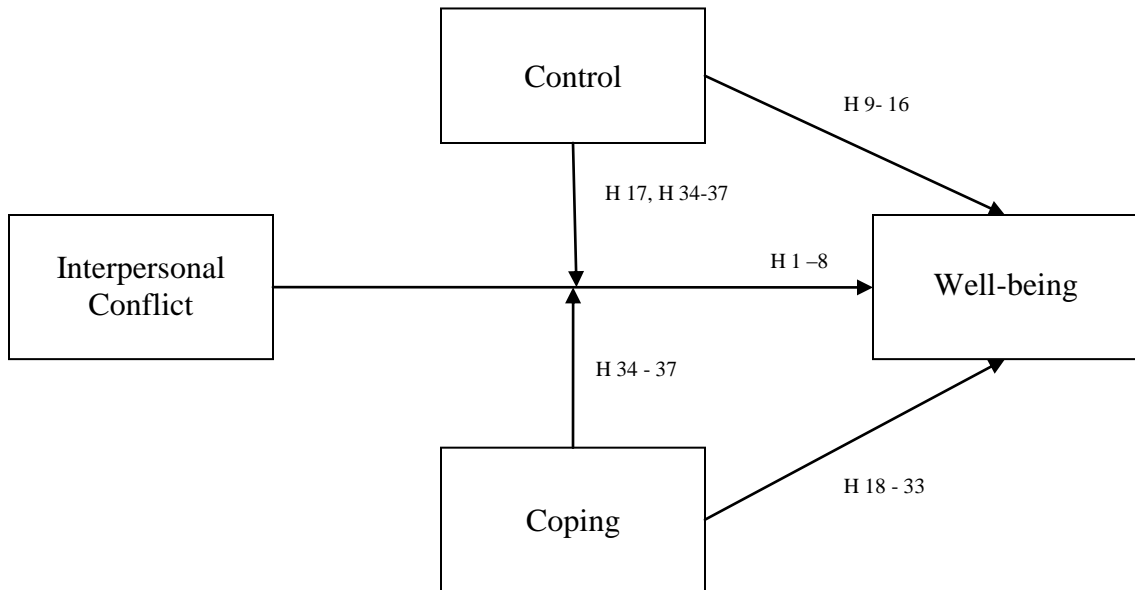 Control
H 9- 16
H 17, H 34-37
Interpersonal
Conflict
H 1 –8
Well-being
H 34 - 37
Coping
H 18 - 33